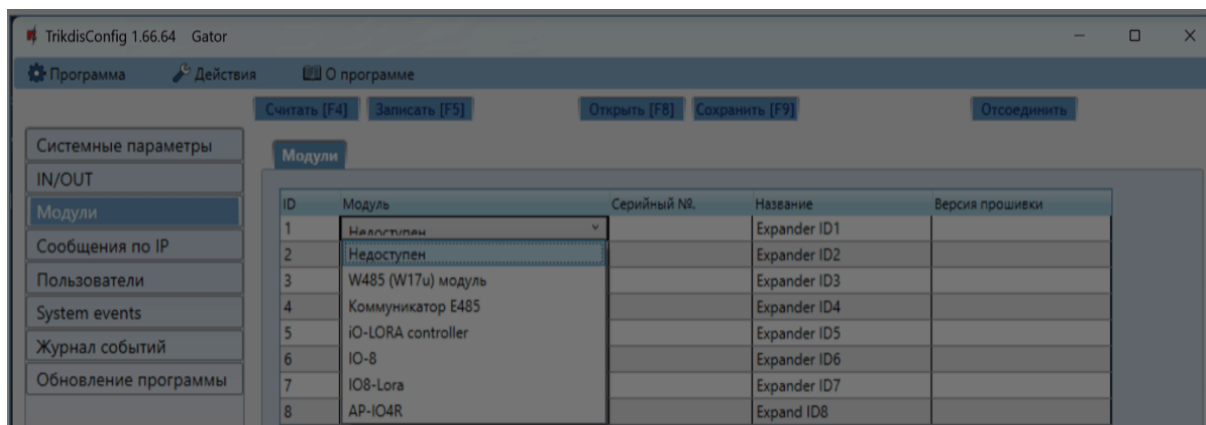 TrikdisConfig 1.66.64 Gator
Программа Действия О программе
Считать [F4] Записать [F5] Открыть [F8] Сохранить [F9] Отсоединить
Системные параметры
IN/OUT
Модули
Сообщения по IP
Пользователи
System events
Журнал событий
Обновление программы
Модули
ID Модуль Серийный №. Название Версия прошивки
1 Недоступен Expander ID1
2 Недоступен Expander ID2
3 W485 (W17u) модуль Expander ID3
4 Коммуникатор E485 Expander ID4
5 iO-LORA controller Expander ID5
6 IO-8 Expander ID6
7 IO8-Lora Expander ID7
8 AP-IO4R Expand ID8